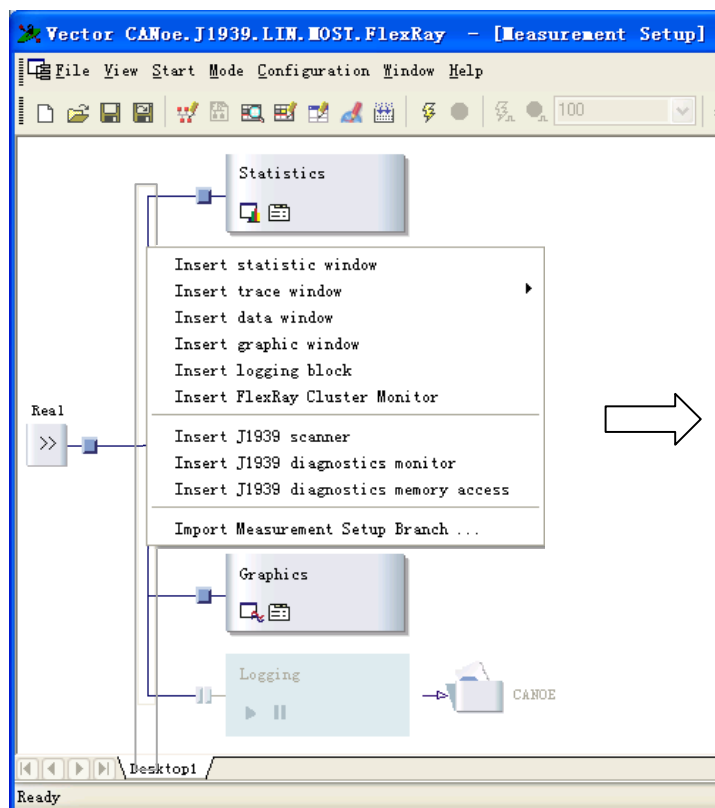 Vector CANoe.J1939.LIN.MOST.FlexRay - [Measurement Setup]
File View Start Mode Configuration Window Help
100
Statistics
Insert statistic window
Insert trace window
Insert data window
Insert graphic window
Insert logging block
Insert FlexRay Cluster Monitor
Real
>>
Insert J1939 scanner
Insert J1939 diagnostics monitor
Insert J1939 diagnostics memory access
Import Measurement Setup Branch ...
Graphics
Logging
CANOE
Desktop1
Ready